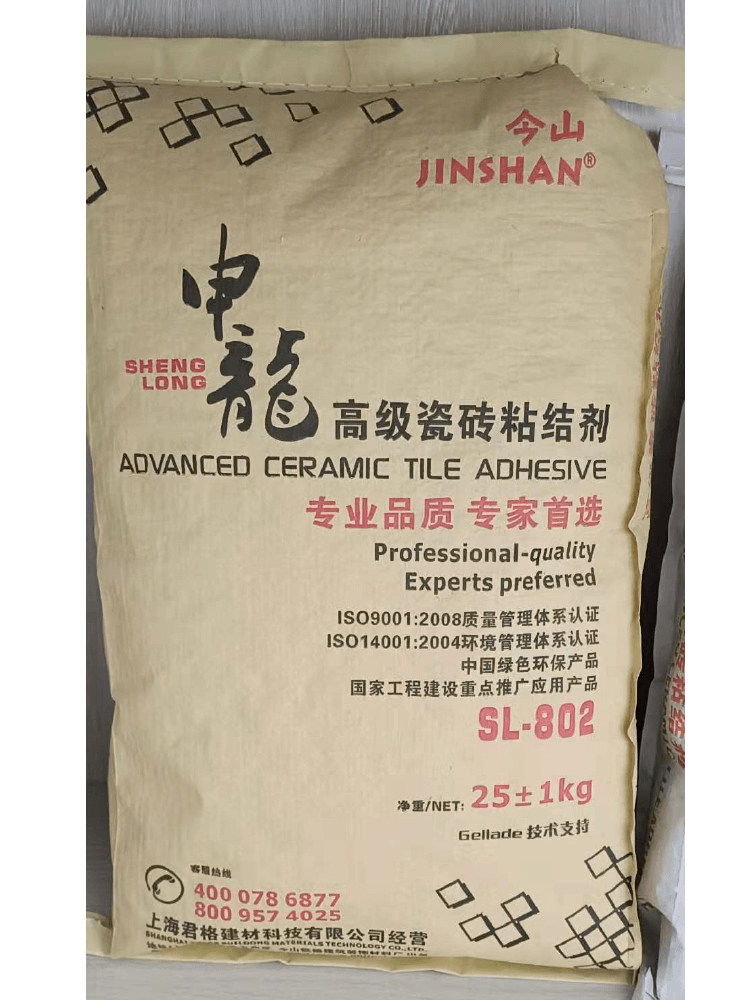 今山
JINSHAN®
申龍
SHENG
LONG
高级瓷砖粘结剂
ADVANCED CERAMIC TILE ADHESIVE
专业品质 专家首选
Professional-quality
Experts preferred
ISO9001:2008质量管理体系认证
ISO14001:2004环境管理体系认证
中国绿色环保产品
国家工程建设重点推广应用产品
SL-802
净重/NET: 25±1kg
Gellade 技术支持
客服热线
400 078 6877
800 957 4025
上海君格建材科技有限公司经营
MATERIALS TECHNOLOGY CO.,LTD.
粘结